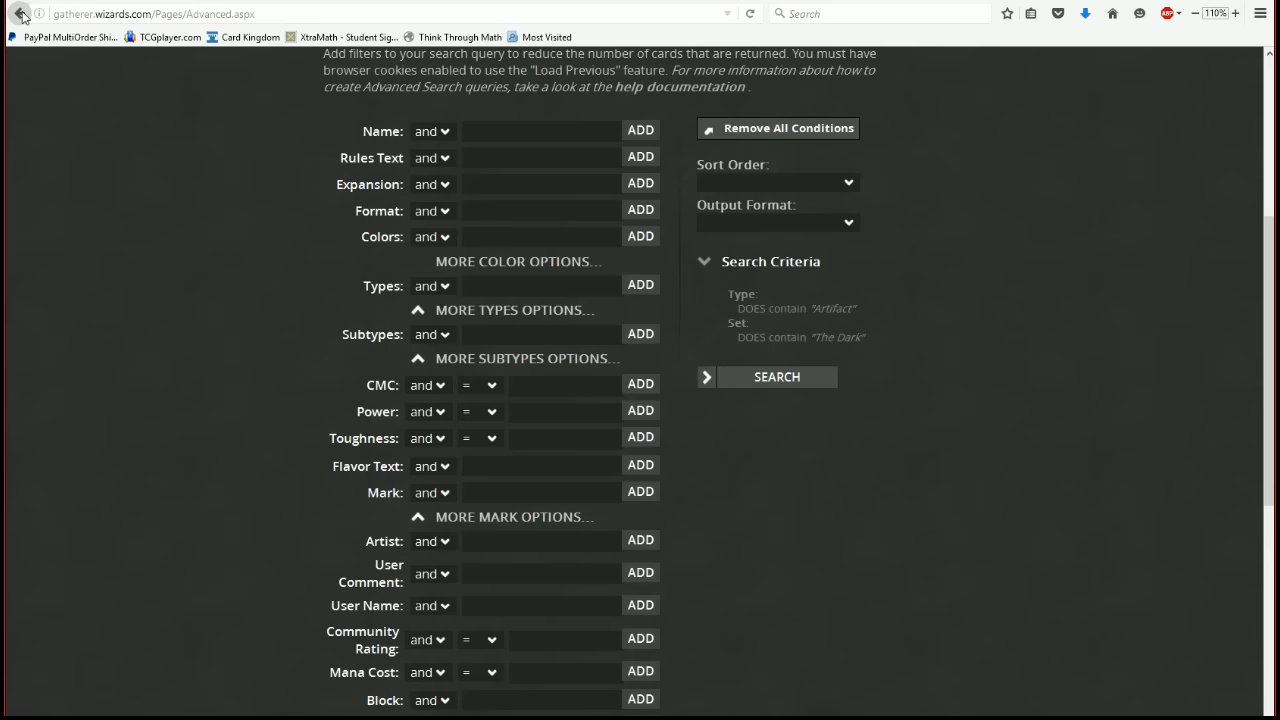 gatherer.wizards.com/Pages/Advanced.aspx
Search
ABP
110%
PayPal MultiOrder Shi...
TCGplayer.com
Card Kingdom
XtraMath - Student Sig...
Think Through Math
Most Visited
Add filters to your search query to reduce the number of cards that are returned. You must have
browser cookies enabled to use the "Load Previous" feature. For more information about how to
create Advanced Search queries, take a look at the help documentation .
Name: and ADD
Rules Text and ADD
Expansion: and ADD
Format: and ADD
Colors: and ADD
MORE COLOR OPTIONS...
Types: and ADD
MORE TYPES OPTIONS...
Subtypes: and ADD
MORE SUBTYPES OPTIONS...
CMC: and = ADD
Power: and = ADD
Toughness: and = ADD
Flavor Text: and ADD
Mark: and ADD
MORE MARK OPTIONS...
Artist: and ADD
User
Comment: and ADD
User Name: and ADD
Community
Rating: and = ADD
Mana Cost: and = ADD
Block: and ADD
Remove All Conditions
Sort Order:
Output Format:
Search Criteria
Type:
DOES contain "Artifact"
Set:
DOES contain "The Dark"
SEARCH